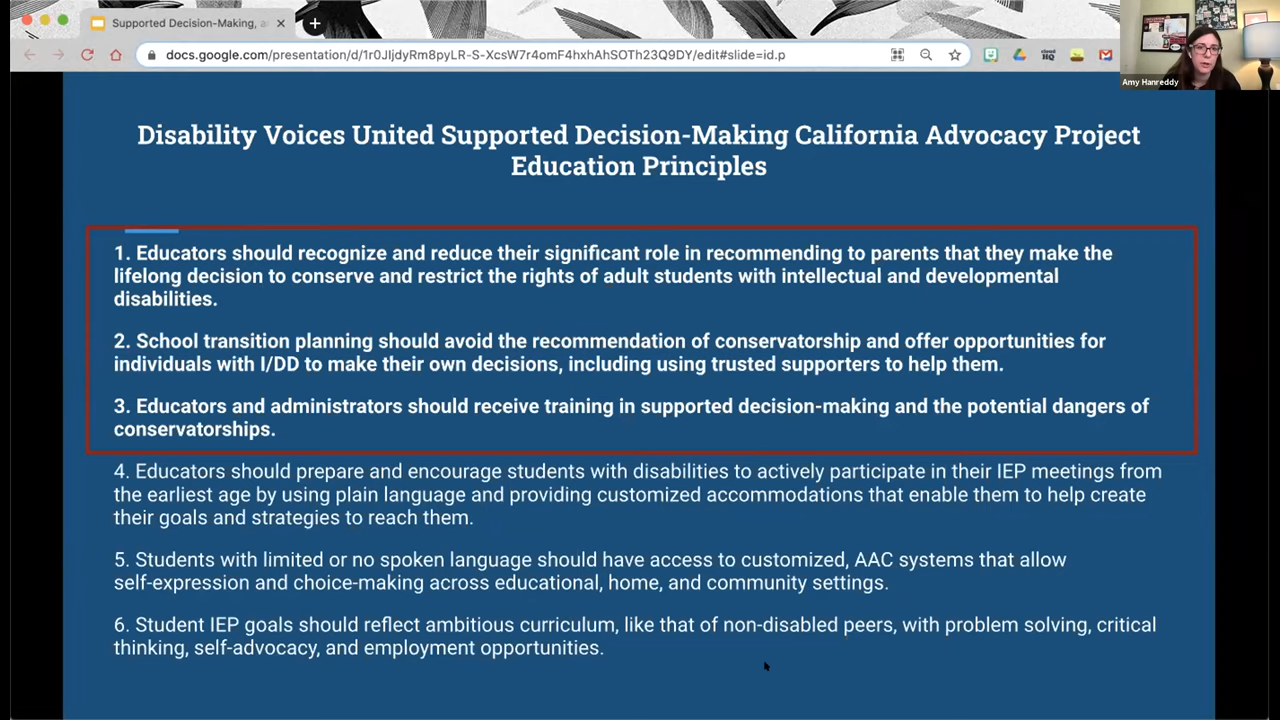 Supported Decision-Making, a
docs.google.com/presentation/d/1r0JIjdyRm8pyLR-S-XcsW7r4omF4hxhAhSOTh23Q9DY/edit#slide=id.p
cloud
HQ
Amy Hanreddy
Disability Voices United Supported Decision-Making California Advocacy Project
Education Principles
1. Educators should recognize and reduce their significant role in recommending to parents that they make the
lifelong decision to conserve and restrict the rights of adult students with intellectual and developmental
disabilities.
2. School transition planning should avoid the recommendation of conservatorship and offer opportunities for
individuals with I/DD to make their own decisions, including using trusted supporters to help them.
3. Educators and administrators should receive training in supported decision-making and the potential dangers of
conservatorships.
4. Educators should prepare and encourage students with disabilities to actively participate in their IEP meetings from
the earliest age by using plain language and providing customized accommodations that enable them to help create
their goals and strategies to reach them.
5. Students with limited or no spoken language should have access to customized, AAC systems that allow
self-expression and choice-making across educational, home, and community settings.
6. Student IEP goals should reflect ambitious curriculum, like that of non-disabled peers, with problem solving, critical
thinking, self-advocacy, and employment opportunities.